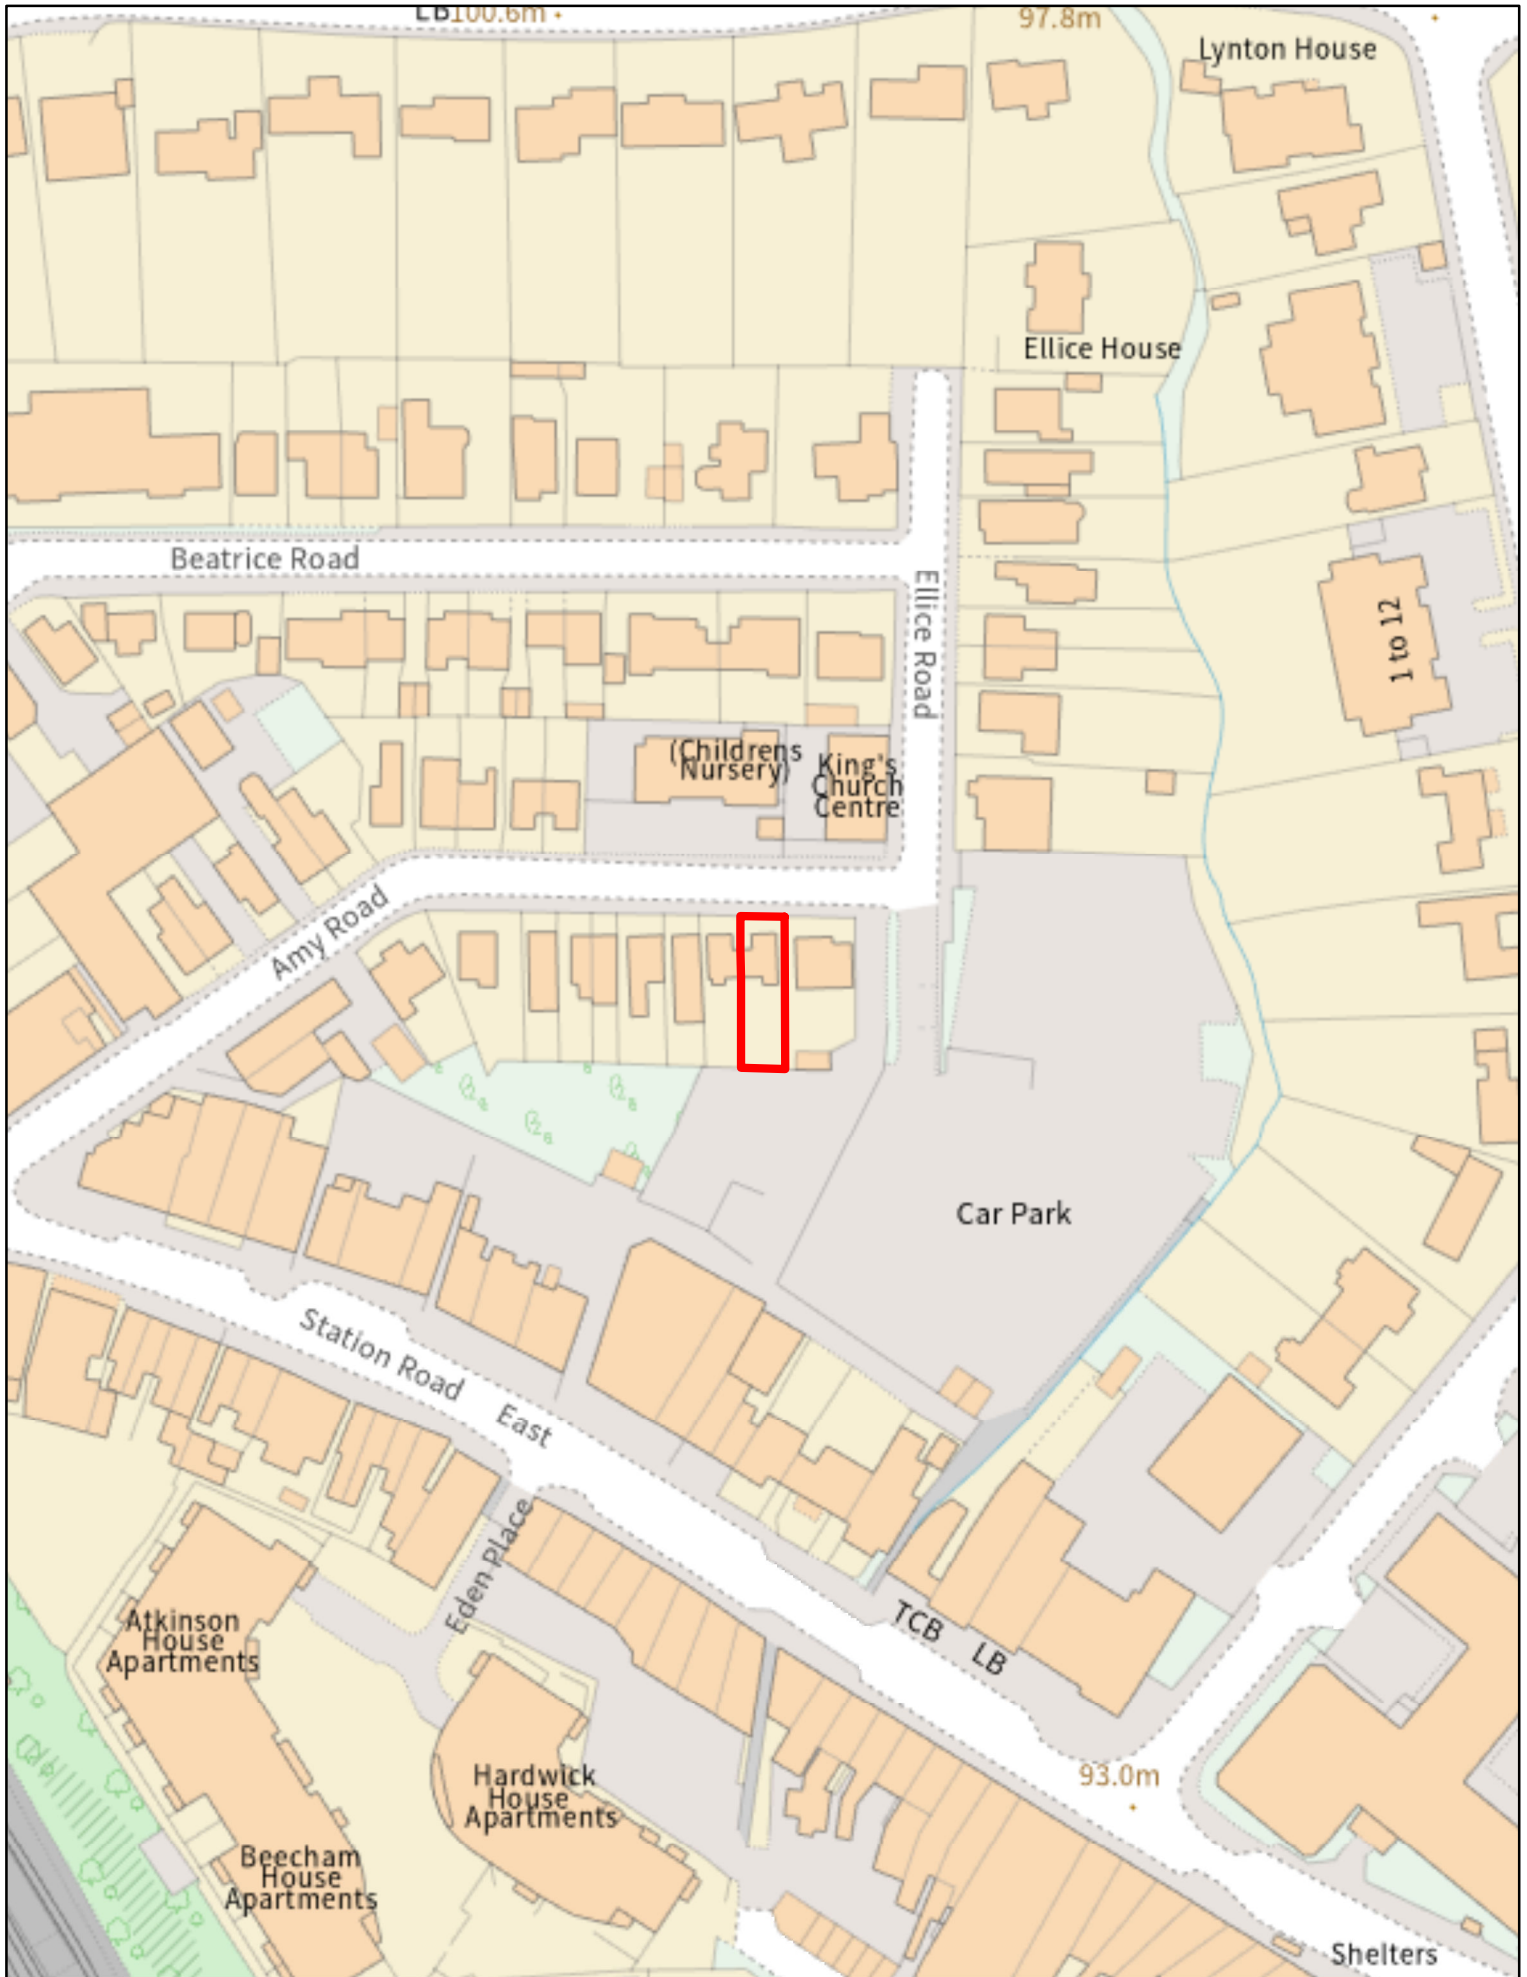 LB
100.6m
97.8m
Lynton House
Ellice House
Beatrice Road
Ellice Road
1 to 12
(Childrens
Nursery)
King's
Church
Centre
Amy Road
Car Park
Station Road
East
Eden Place
Atkinson
House
Apartments
TCB
LB
Hardwick
House
Apartments
93.0m
Beecham
House
Apartments
Shelters